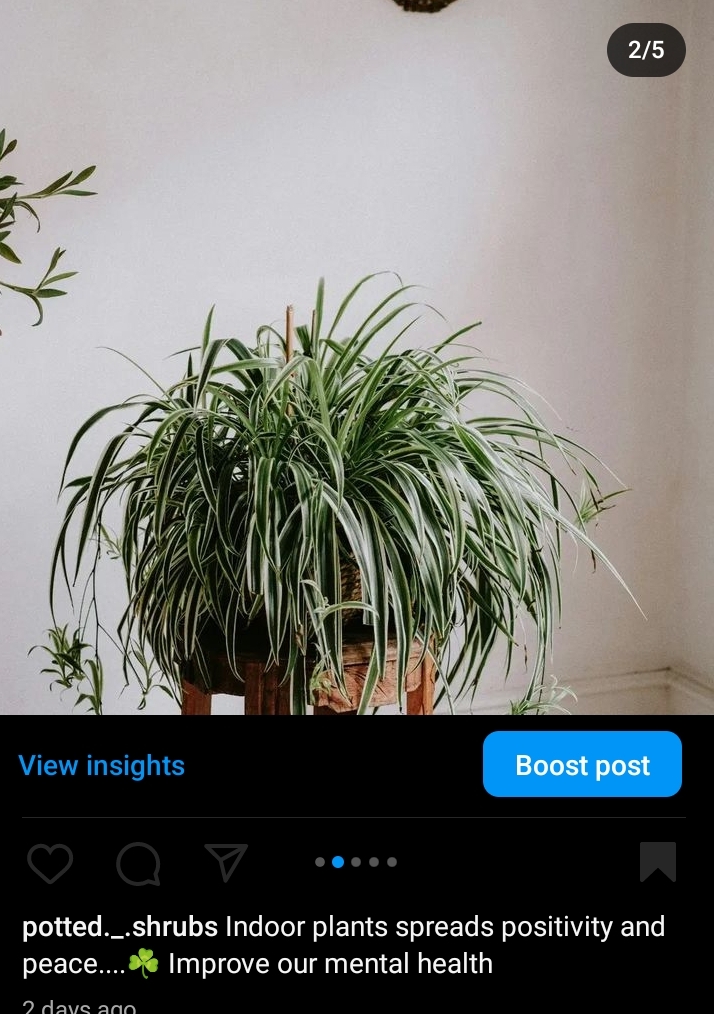 2/5
View insights
Boost post
potted._.shrubs Indoor plants spreads positivity and
peace....☘️ Improve our mental health
2 days ago